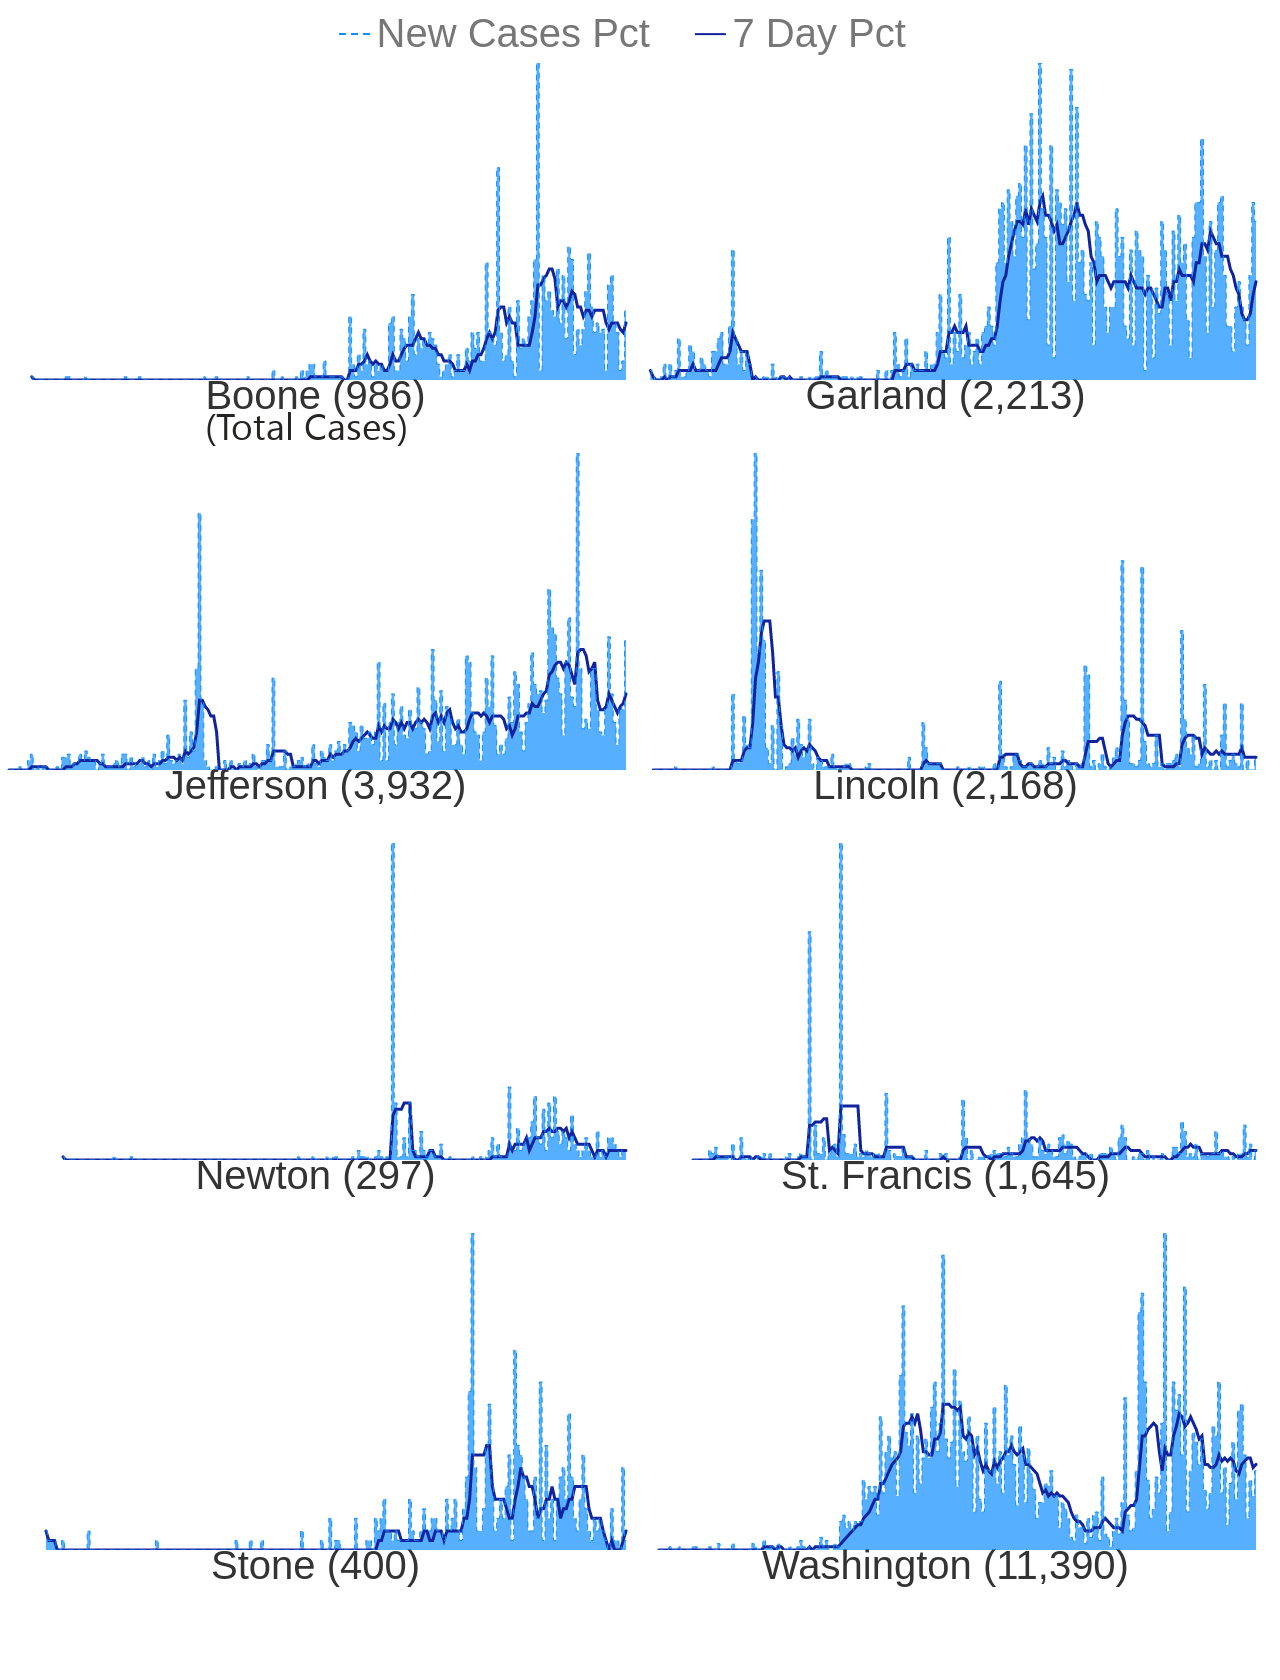 New Cases Pct 7 Day Pct
Boone (986) Garland (2,213)
(Total Cases)
Jefferson (3,932) Lincoln (2,168)
Newton (297) St. Francis (1,645)
Stone (400) Washington (11,390)